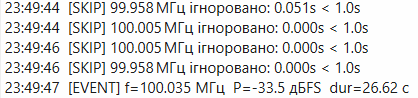 23:49:44 [SKIP] 99.958 МГц ігноровано: 0.051s < 1.0s
23:49:44 [SKIP] 100.005 МГц ігноровано: 0.000s < 1.0s
23:49:46 [SKIP] 100.005 МГц ігноровано: 0.000s < 1.0s
23:49:46 [SKIP] 99.958 МГц ігноровано: 0.000s < 1.0s
23:49:47 [EVENT] f=100.035 МГц P=-33.5 дБFS dur=26.62 с